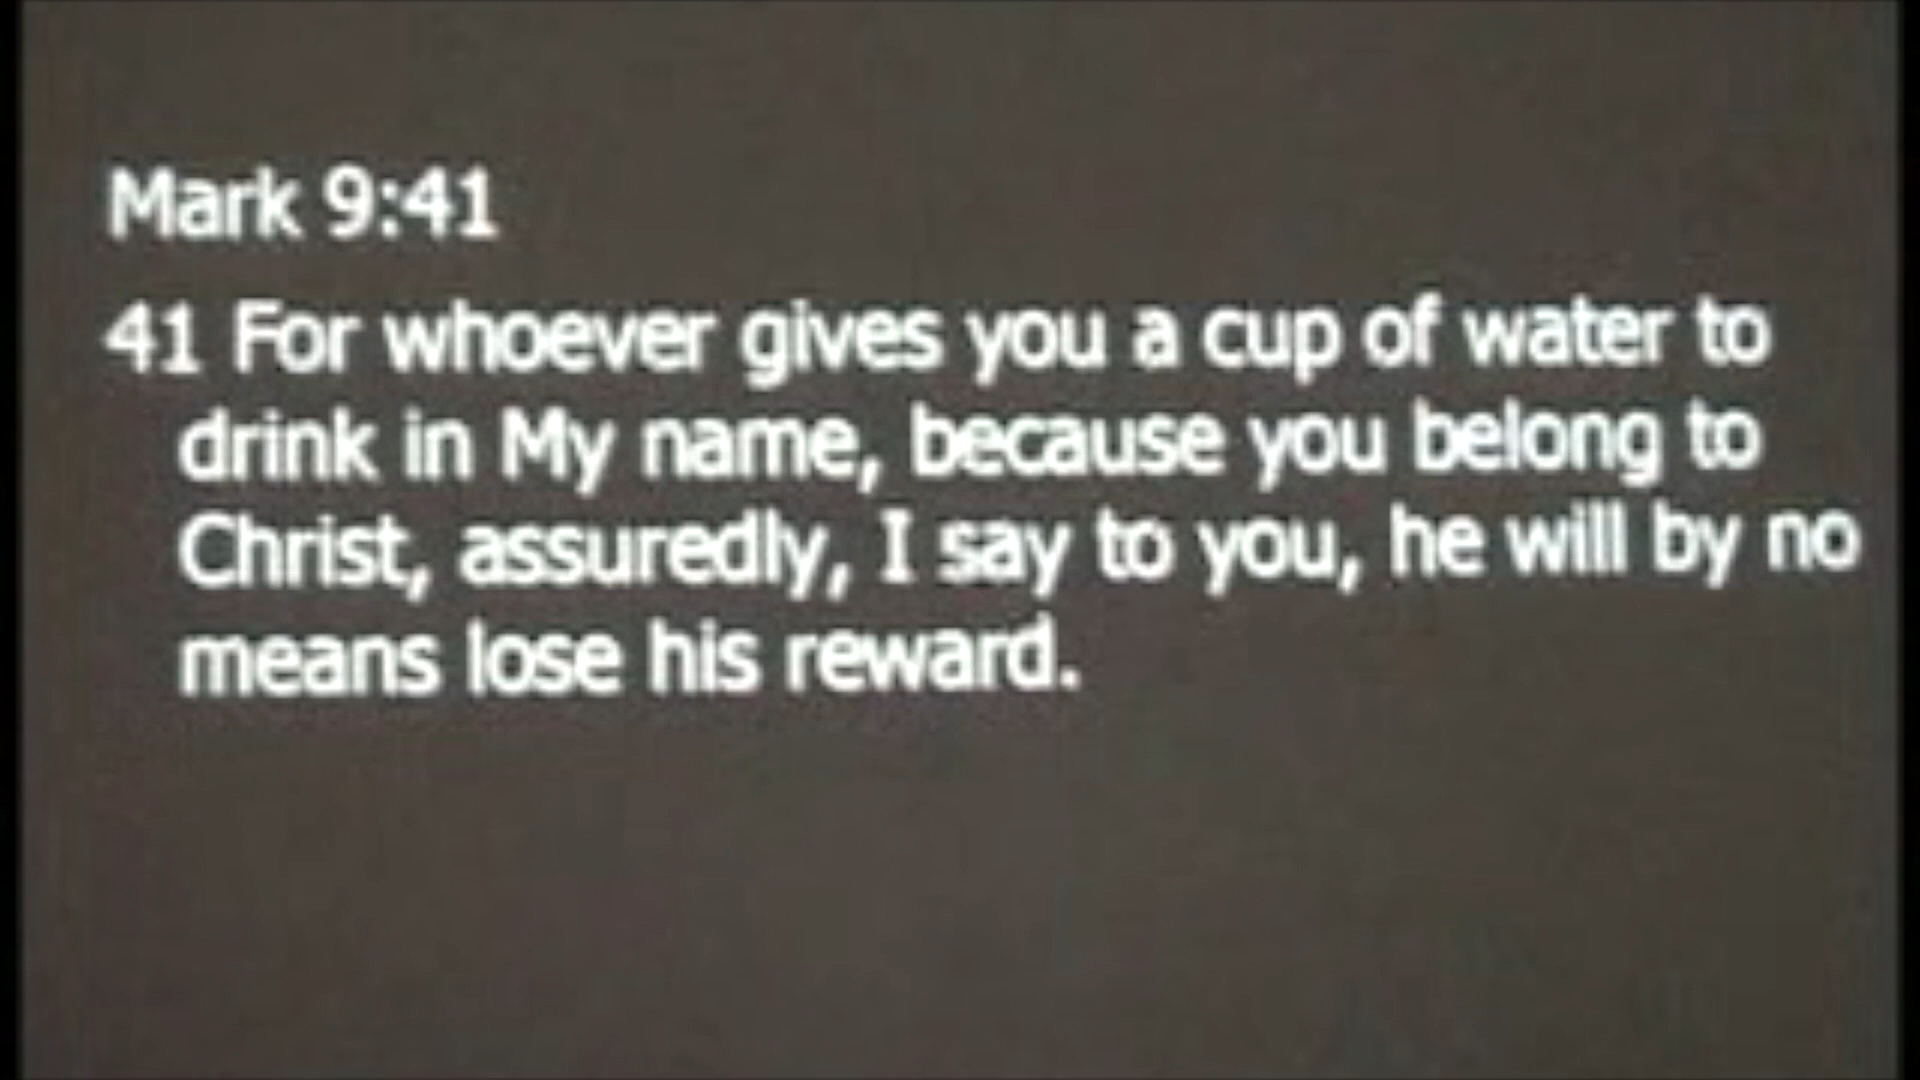 Mark 9:41
41 For whoever gives you a cup of water to
drink in My name, because you belong to
Christ, assuredly, I say to you, he will by no
means lose his reward.